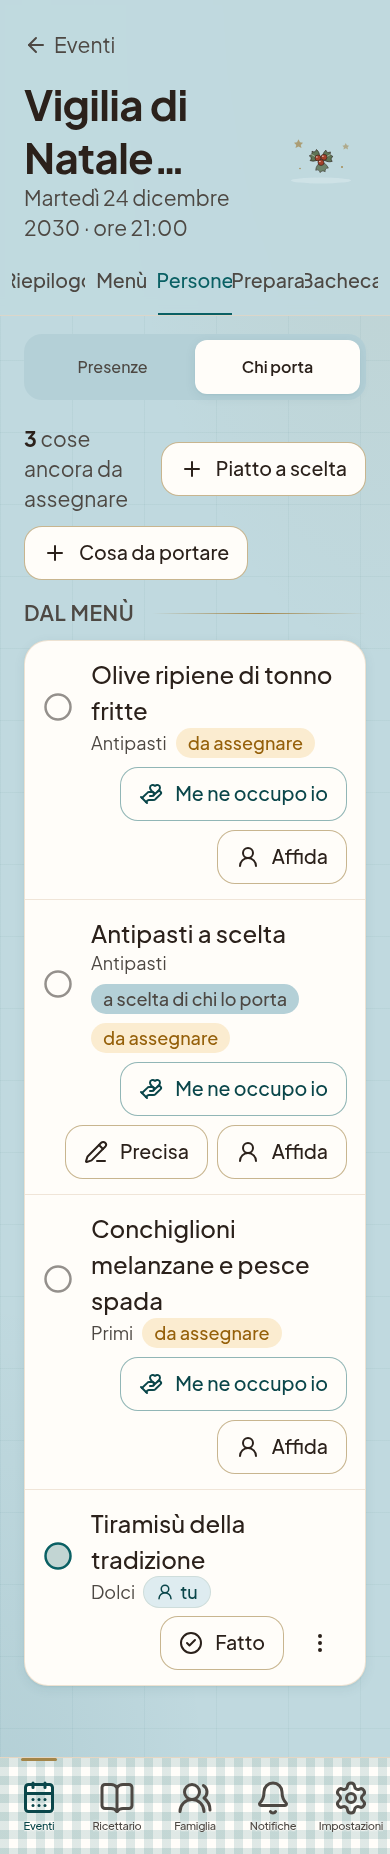 Eventi
Vigilia di
Natale...
Martedì 24 dicembre
2030 · ore 21:00
Riepilogo Menù Persone Prepara Bacheca
Presenze Chi porta
3 cose
ancora da
assegnare
Piatto a scelta
Cosa da portare
DAL MENÙ
Olive ripiene di tonno
fritte
Antipasti da assegnare
Me ne occupo io
Affida
Antipasti a scelta
Antipasti
a scelta di chi lo porta
da assegnare
Me ne occupo io
Precisa Affida
Conchiglioni
melanzane e pesce
spada
Primi da assegnare
Me ne occupo io
Affida
Tiramisù della
tradizione
Dolci tu
Fatto
Eventi Ricettario Famiglia Notifiche Impostazioni